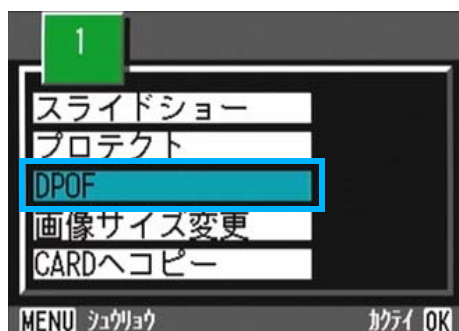 1
スライドショー
プロテクト
DPOF
画像サイズ変更
CARDへコピー
MENU シュウリョウ カクテイ OK